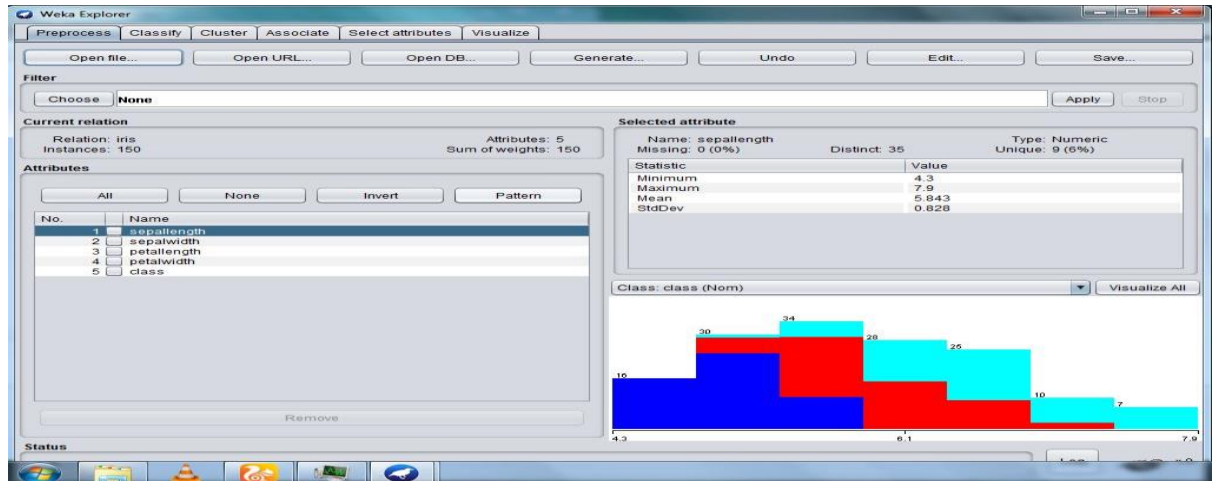 Weka Explorer
Preprocess Classify Cluster Associate Select attributes Visualize
Open file... Open URL... Open DB... Generate... Undo Edit... Save...
Filter
Choose None Apply Stop
Current relation
Relation: iris Attributes: 5
Instances: 150 Sum of weights: 150
Attributes
All None Invert Pattern
No. Name
1 sepallength
2 sepalwidth
3 petallength
4 petalwidth
5 class
Remove
Selected attribute
Name: sepallength Type: Numeric
Missing: 0 (0%) Distinct: 35 Unique: 9 (6%)
Statistic Value
Minimum 4.3
Maximum 7.9
Mean 5.843
StdDev 0.828
Class: class (Nom) Visualize All
16 30 34 28 25 10 7
4.3 6.1 7.9
Status
Log x 0